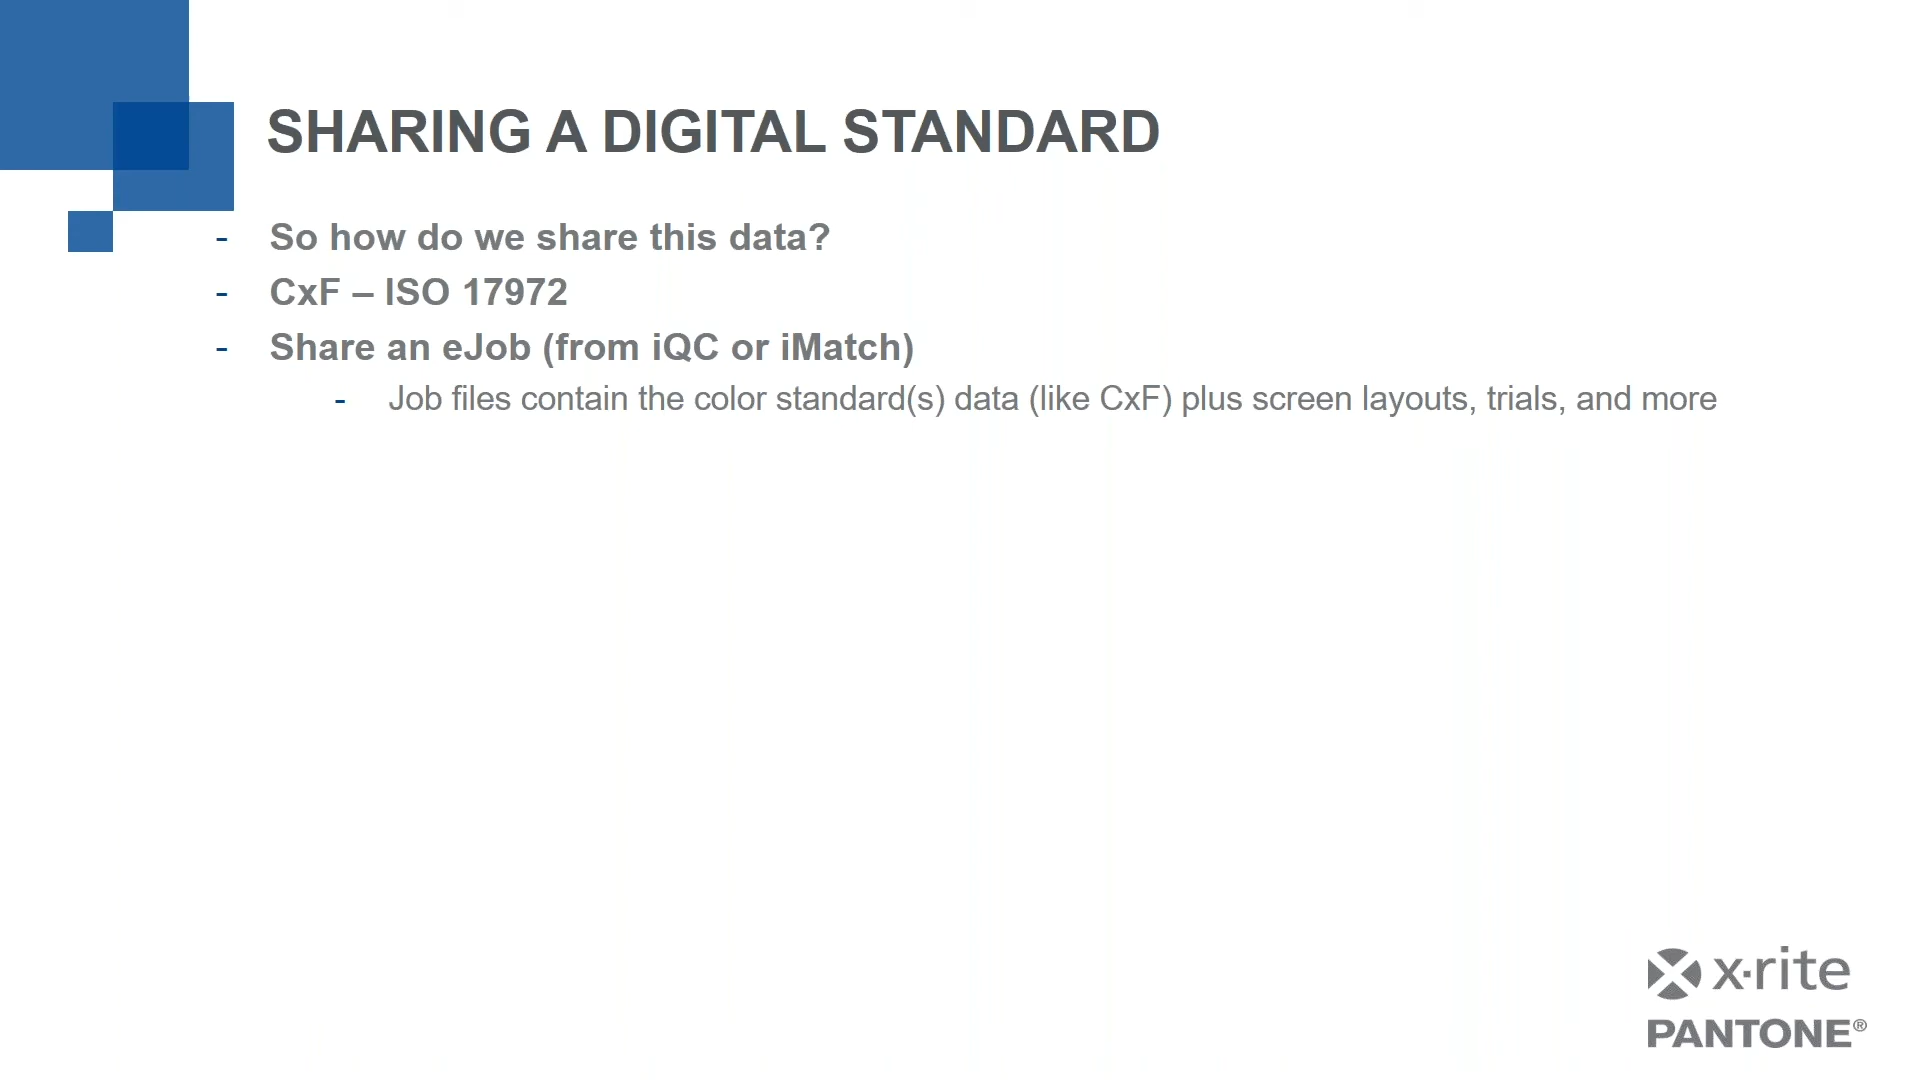 SHARING A DIGITAL STANDARD
- So how do we share this data?
- CxF – ISO 17972
- Share an eJob (from iQC or iMatch)
- Job files contain the color standard(s) data (like CxF) plus screen layouts, trials, and more
x·rite
PANTONE®